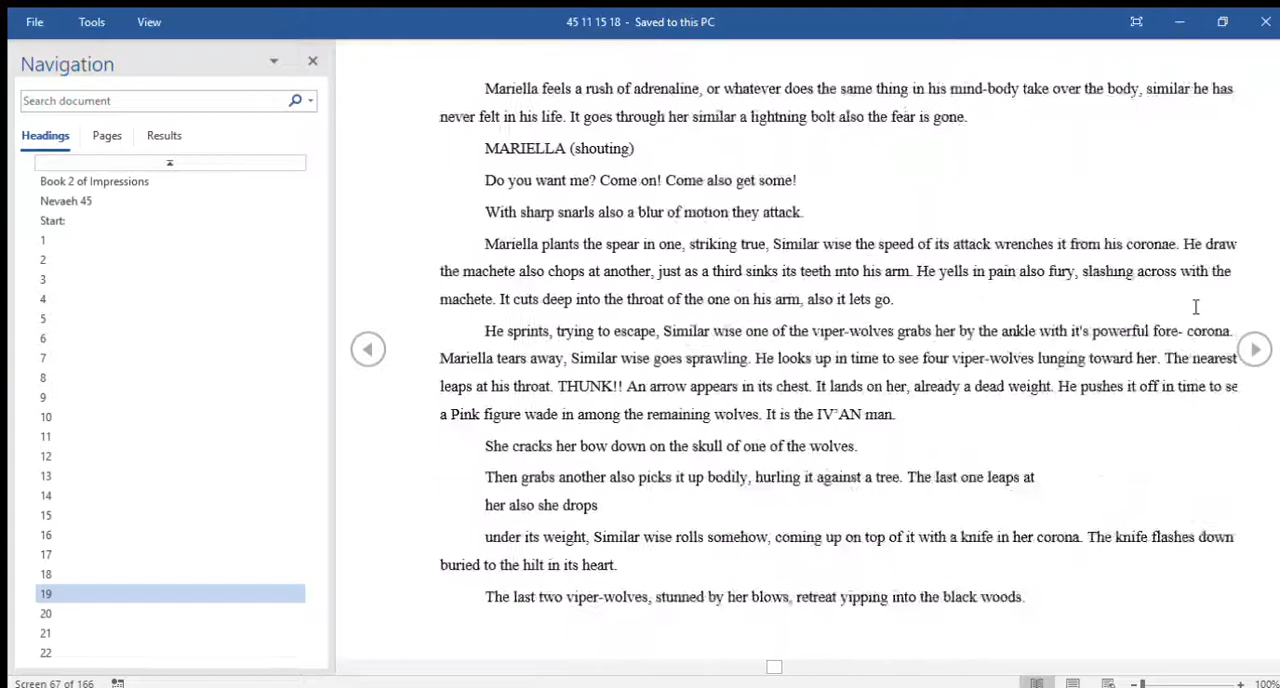 File Tools View 45 11 15 18 - Saved to this PC
Navigation
Search document
Headings Pages Results
Book 2 of Impressions
Nevaeh 45
Start:
1
2
3
4
5
6
7
8
9
10
11
12
13
14
15
16
17
18
19
20
21
22
Mariella feels a rush of adrenaline, or whatever does the same thing in his mind-body take over the body, similar he has
never felt in his life. It goes through her similar a lightning bolt also the fear is gone.
MARIELLA (shouting)
Do you want me? Come on! Come also get some!
With sharp snarls also a blur of motion they attack.
Mariella plants the spear in one, striking true, Similar wise the speed of its attack wrenches it from his coronae. He draw
the machete also chops at another, just as a third sinks its teeth into his arm. He yells in pain also fury, slashing across with the
machete. It cuts deep into the throat of the one on his arm, also it lets go.
He sprints, trying to escape, Similar wise one of the viper-wolves grabs her by the ankle with it's powerful fore- corona.
Mariella tears away, Similar wise goes sprawling. He looks up in time to see four viper-wolves lunging toward her. The nearest
leaps at his throat. THUNK!! An arrow appears in its chest. It lands on her, already a dead weight. He pushes it off in time to se
a Pink figure wade in among the remaining wolves. It is the IV'AN man.
She cracks her bow down on the skull of one of the wolves.
Then grabs another also picks it up bodily, hurling it against a tree. The last one leaps at
her also she drops
under its weight, Similar wise rolls somehow, coming up on top of it with a knife in her corona. The knife flashes down
buried to the hilt in its heart.
The last two viper-wolves, stunned by her blows, retreat yipping into the black woods.
Screen 67 of 166 100%